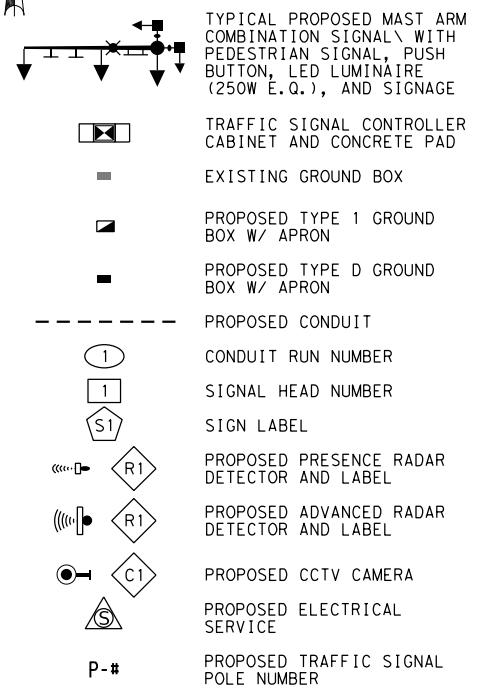 TYPICAL PROPOSED MAST ARM
COMBINATION SIGNAL\ WITH
PEDESTRIAN SIGNAL, PUSH
BUTTON, LED LUMINAIRE
(250W E.Q.), AND SIGNAGE
TRAFFIC SIGNAL CONTROLLER
CABINET AND CONCRETE PAD
EXISTING GROUND BOX
PROPOSED TYPE 1 GROUND
BOX W/ APRON
PROPOSED TYPE D GROUND
BOX W/ APRON
PROPOSED CONDUIT
1 CONDUIT RUN NUMBER
1 SIGNAL HEAD NUMBER
S1 SIGN LABEL
R1 PROPOSED PRESENCE RADAR
DETECTOR AND LABEL
R1 PROPOSED ADVANCED RADAR
DETECTOR AND LABEL
C1 PROPOSED CCTV CAMERA
S PROPOSED ELECTRICAL
SERVICE
P-# PROPOSED TRAFFIC SIGNAL
POLE NUMBER